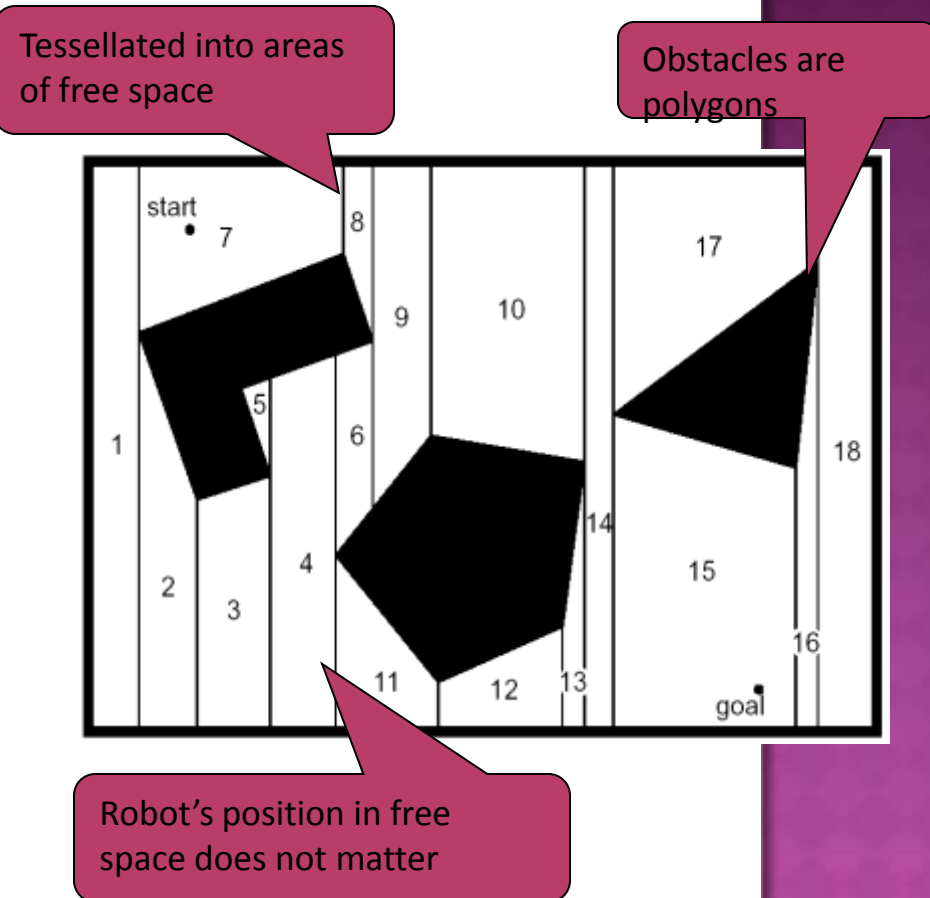 Tessellated into areas
of free space
Obstacles are
polygons
start
7
8
17
9
10
5
1
6
18
14
4
15
2
3
16
11
12
13
goal
Robot’s position in free
space does not matter